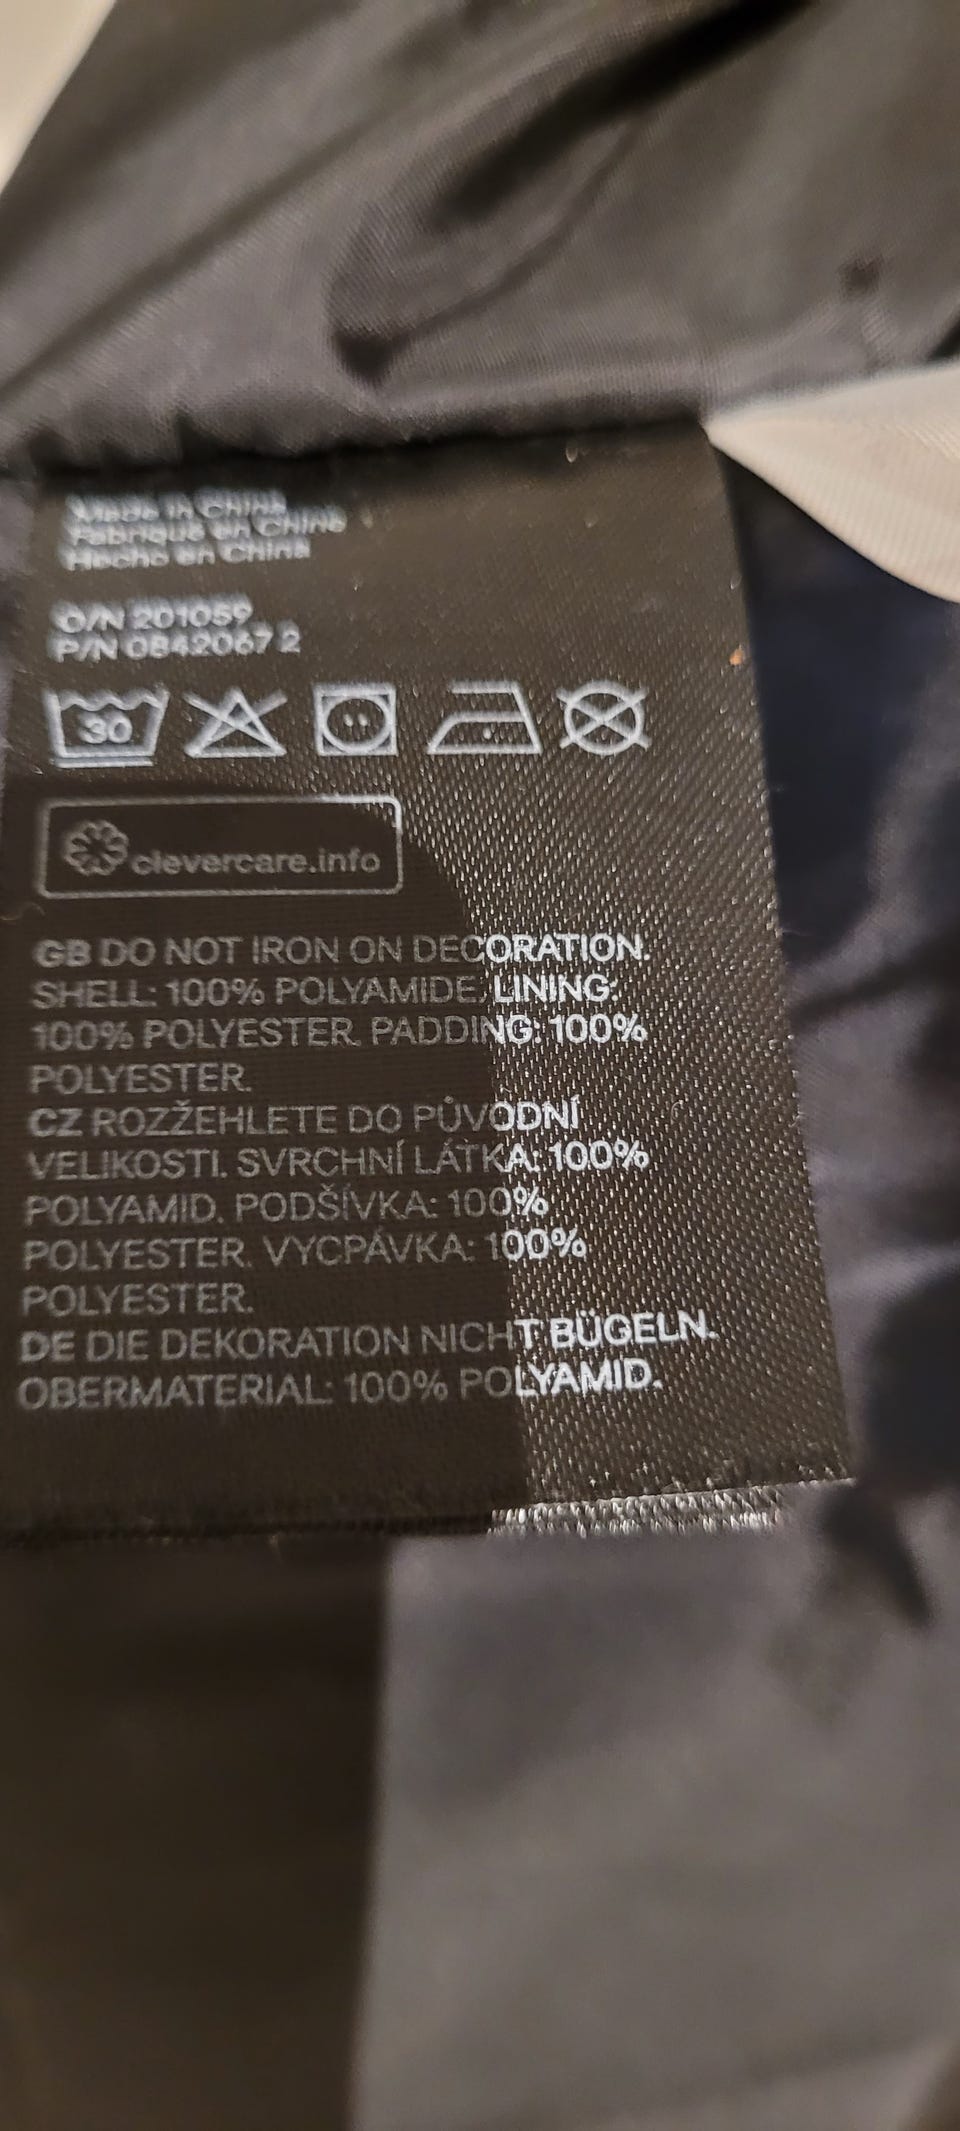 Made in China
Fabriqué en Chine
Hecho en China
O/N 201059
P/N 0842067 2
30
clevercare.info
GB DO NOT IRON ON DECORATION.
SHELL: 100% POLYAMIDE. LINING:
100% POLYESTER. PADDING: 100%
POLYESTER.
CZ ROZŽEHLETE DO PŮVODNÍ
VELIKOSTI. SVRCHNÍ LÁTKA: 100%
POLYAMID. PODŠÍVKA: 100%
POLYESTER. VYCPÁVKA: 100%
POLYESTER.
DE DIE DEKORATION NICHT BÜGELN.
OBERMATERIAL: 100% POLYAMID.